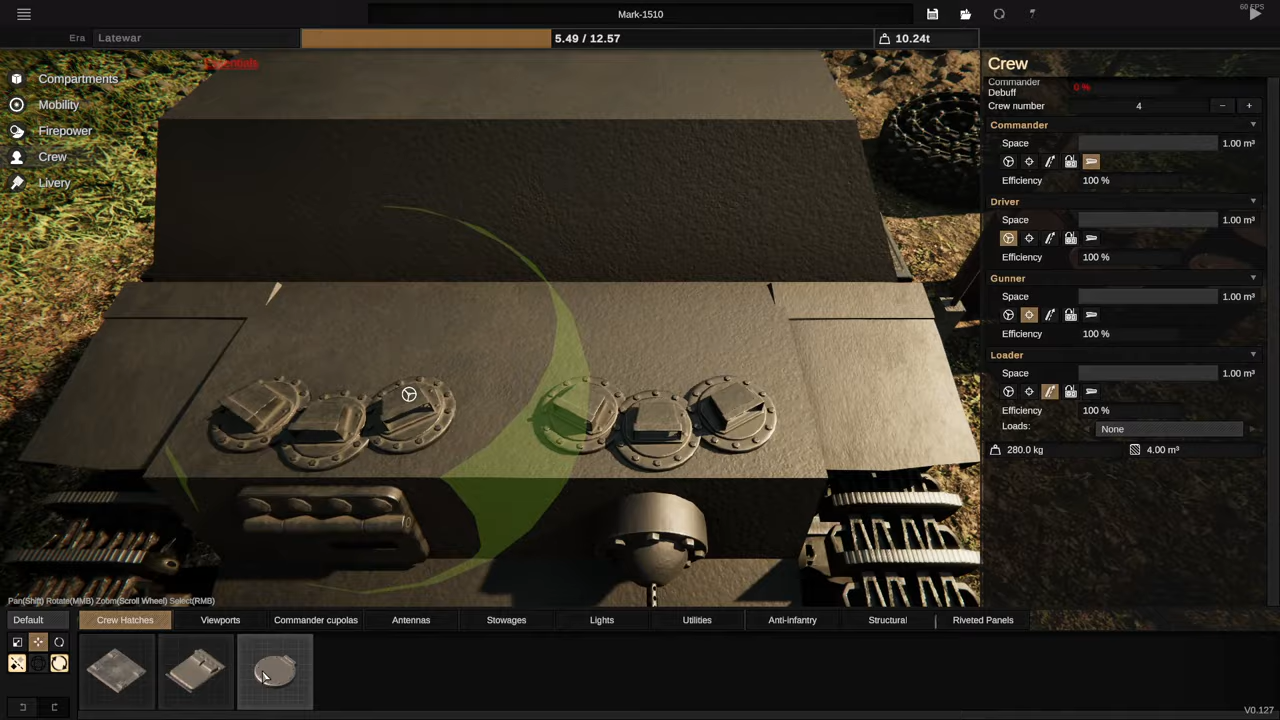 Mark-1510
60 FPS
Era Latewar
5.49 / 12.57
10.24t
Compartments
Mobility
Firepower
Crew
Livery
Crew
Commander Debuff
0 %
Crew number 4 − +
Commander
Space 1.00 m³
Efficiency 100 %
Driver
Space 1.00 m³
Efficiency 100 %
Gunner
Space 1.00 m³
Efficiency 100 %
Loader
Space 1.00 m³
Efficiency 100 %
Loads: None
280.0 kg 4.00 m³
Pan(Shift) Rotate(MMB) Zoom(Scroll Wheel) Select(RMB)
Default Crew Hatches Viewports Commander cupolas Antennas Stowages Lights Utilities Anti-infantry Structural Riveted Panels
V0.127